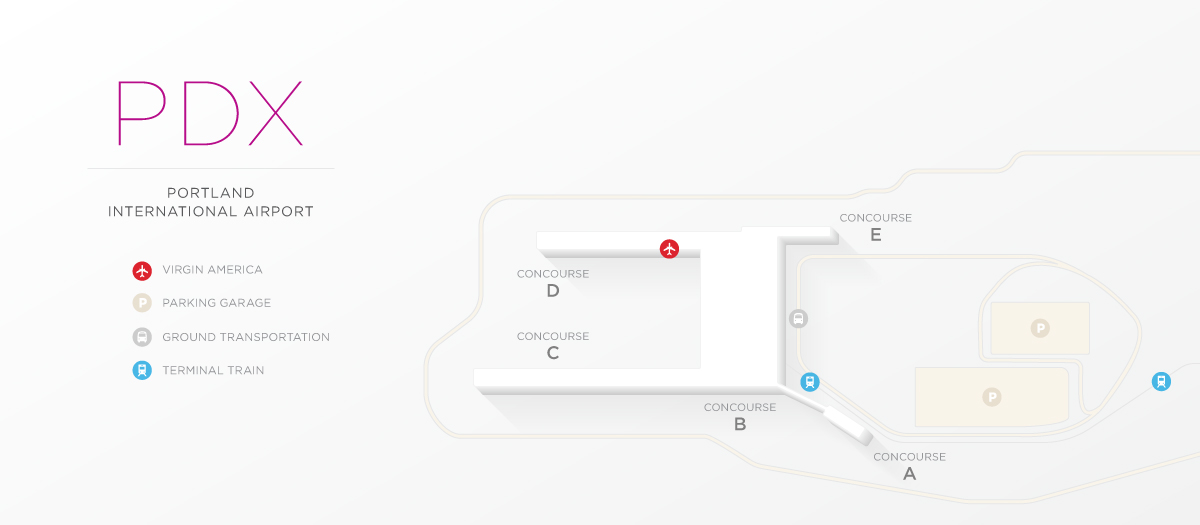 PDX
PORTLAND
INTERNATIONAL AIRPORT
VIRGIN AMERICA
P PARKING GARAGE
GROUND TRANSPORTATION
TERMINAL TRAIN
CONCOURSE
E
CONCOURSE
D
CONCOURSE
C
CONCOURSE
B
CONCOURSE
A
P
P